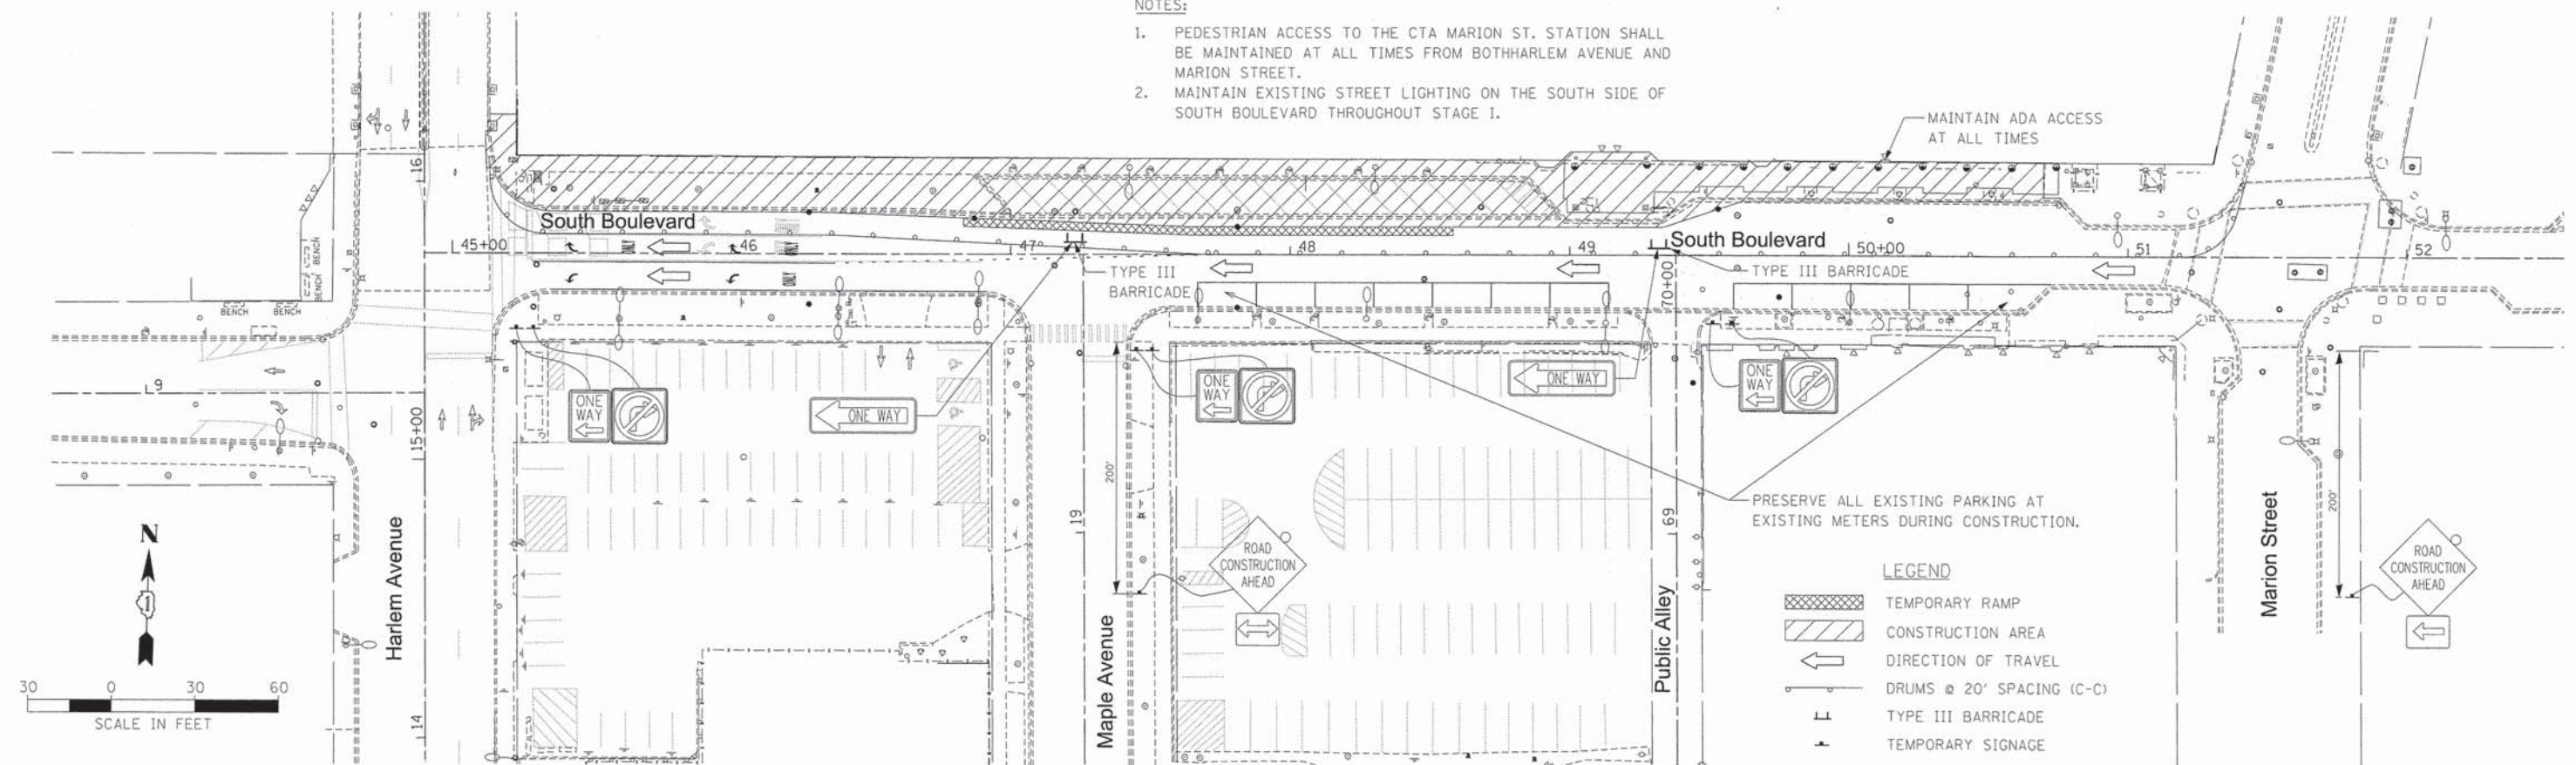 NOTES:
1. PEDESTRIAN ACCESS TO THE CTA MARION ST. STATION SHALL
BE MAINTAINED AT ALL TIMES FROM BOTHHARLEM AVENUE AND
MARION STREET.
2. MAINTAIN EXISTING STREET LIGHTING ON THE SOUTH SIDE OF
SOUTH BOULEVARD THROUGHOUT STAGE I.
MAINTAIN ADA ACCESS
AT ALL TIMES
16
South Boulevard
South Boulevard
45+00
46
47
48
49
50+00
51
52
ONLY
ONLY
ONLY
TYPE III
BARRICADE
TYPE III BARRICADE
70+00
BENCH
BENCH
BENCH
BENCH
9
15+00
ONE
WAY
ONE WAY
ONE
WAY
ONE WAY
ONE
WAY
200'
19
69
200'
PRESERVE ALL EXISTING PARKING AT
EXISTING METERS DURING CONSTRUCTION.
N
Harlem Avenue
Maple Avenue
Public Alley
Marion Street
ROAD
CONSTRUCTION
AHEAD
ROAD
CONSTRUCTION
AHEAD
14
30 0 30 60
SCALE IN FEET
LEGEND
TEMPORARY RAMP
CONSTRUCTION AREA
DIRECTION OF TRAVEL
DRUMS @ 20' SPACING (C-C)
TYPE III BARRICADE
TEMPORARY SIGNAGE